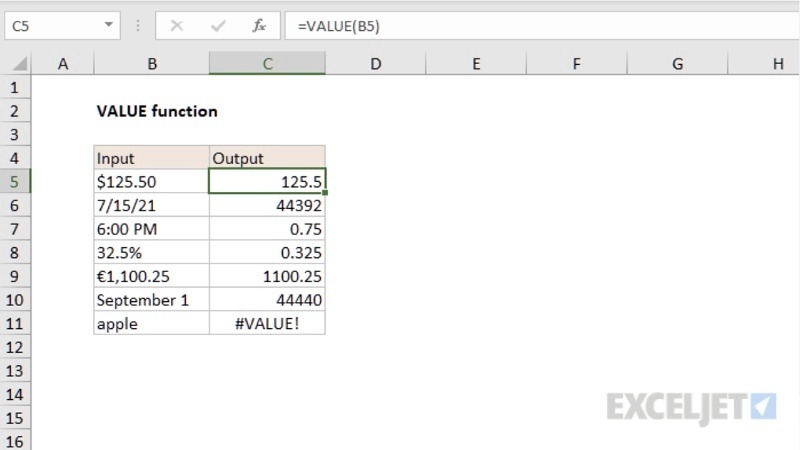 C5 fx =VALUE(B5)
A B C D E F G H
1
2 VALUE function
3
4 Input Output
5 $125.50 125.5
6 7/15/21 44392
7 6:00 PM 0.75
8 32.5% 0.325
9 €1,100.25 1100.25
10 September 1 44440
11 apple #VALUE!
12
13
14
15
16
EXCELJET